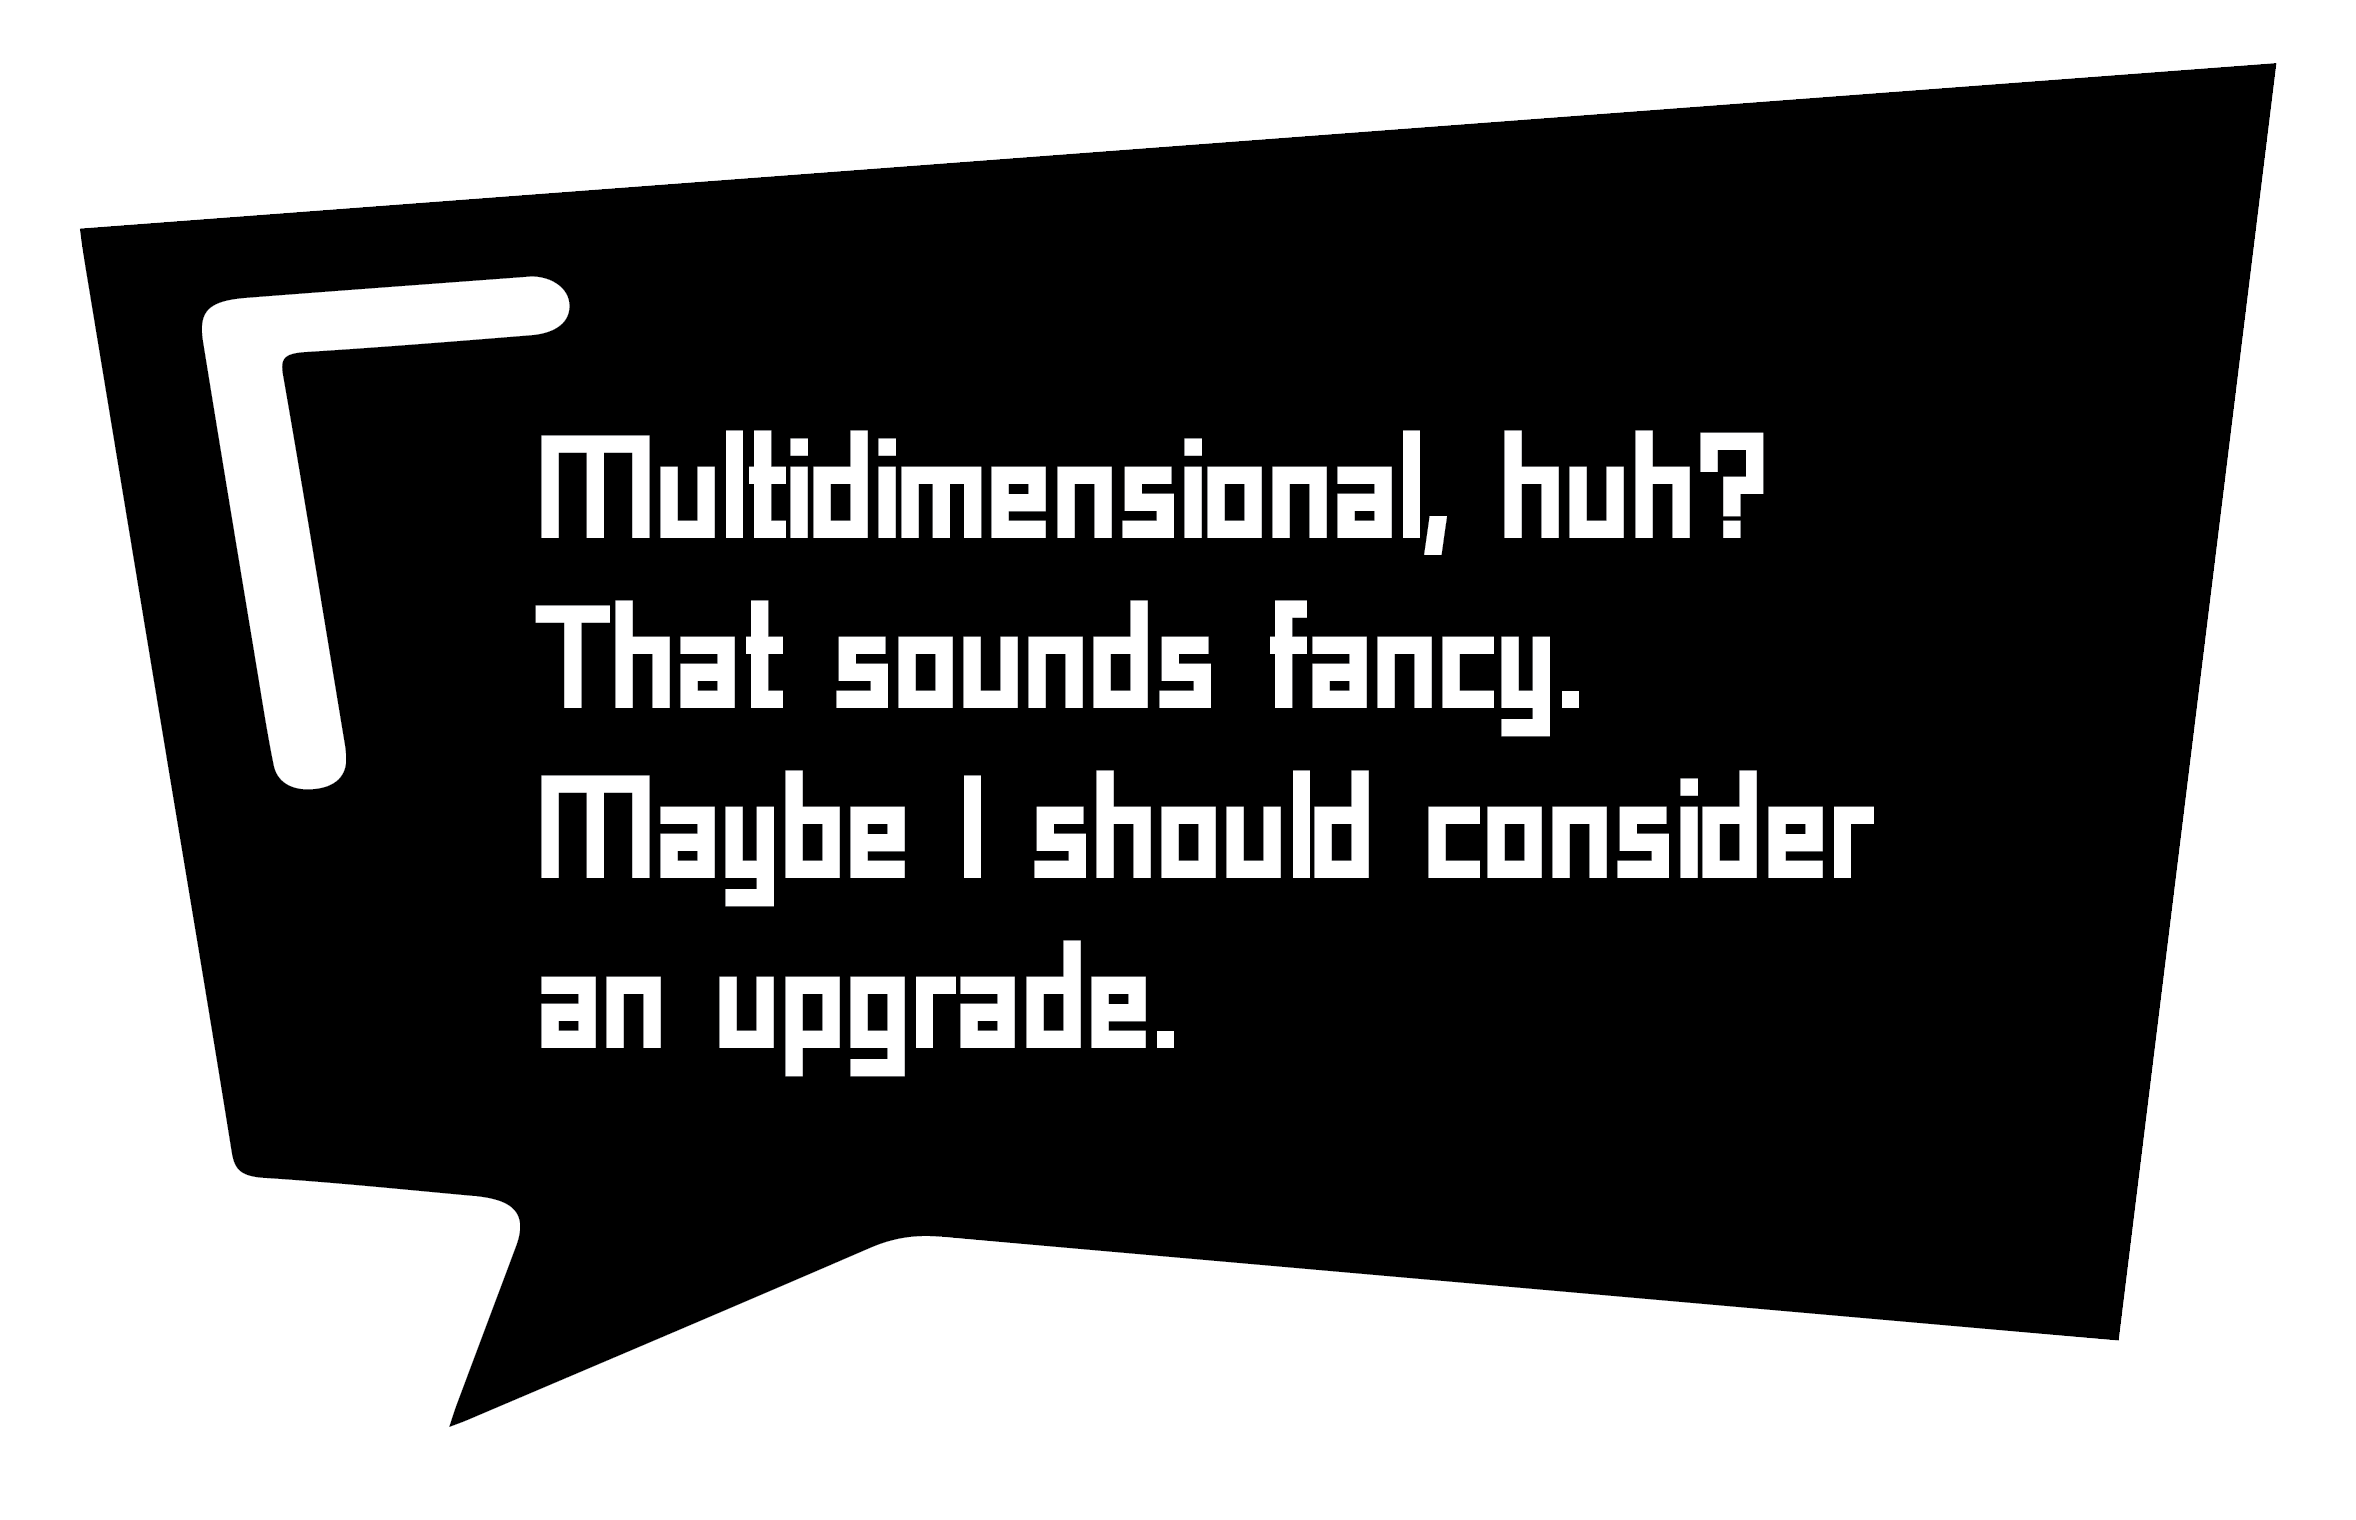 Multidimensional, huh?
That sounds fancy.
Maybe I should consider
an upgrade.